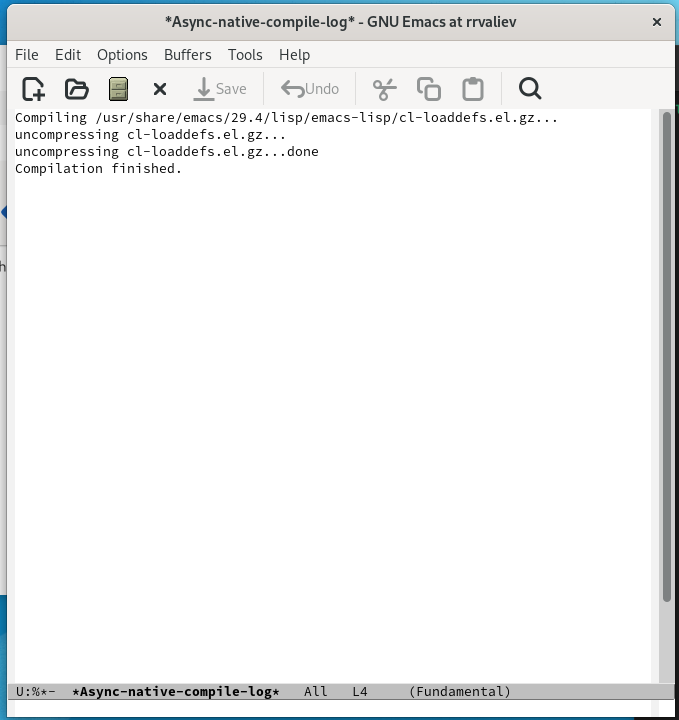 *Async-native-compile-log* - GNU Emacs at rrvaliev
File Edit Options Buffers Tools Help
Save Undo
Compiling /usr/share/emacs/29.4/lisp/emacs-lisp/cl-loaddefs.el.gz...
uncompressing cl-loaddefs.el.gz...
uncompressing cl-loaddefs.el.gz...done
Compilation finished.
U:%*- *Async-native-compile-log* All L4 (Fundamental)